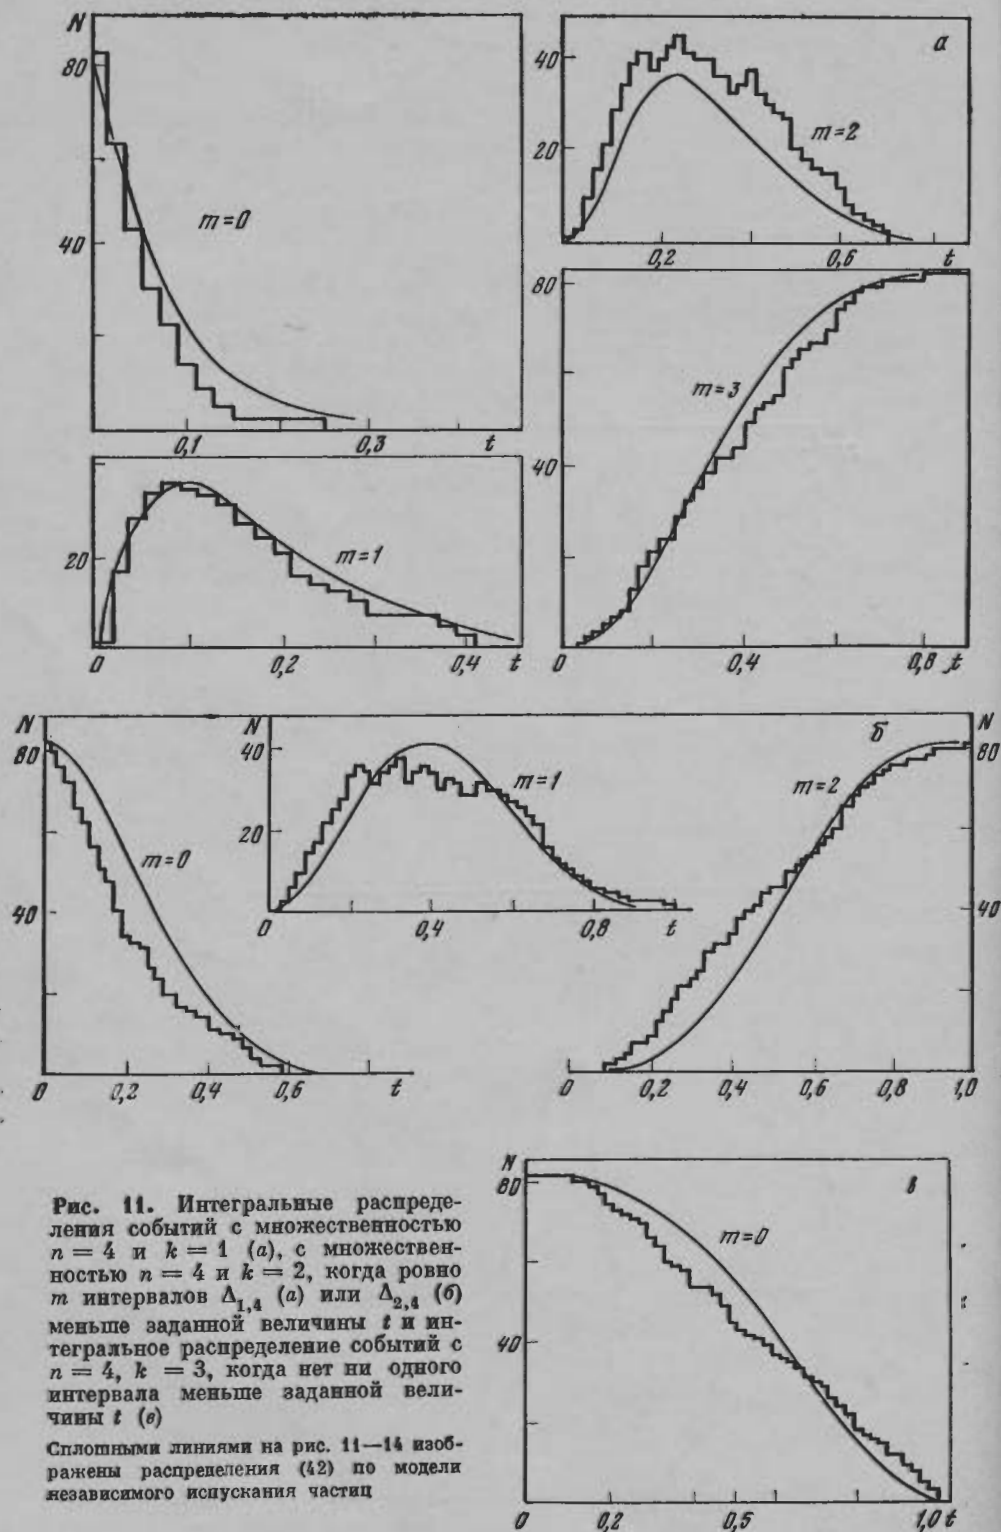 N
80
40
m=0
0,1
0,3
t
а
40
20
m=2
0,2
0,6
t
20
m=1
0
0,2
0,4
t
80
40
m=3
0
0,4
0,8 t
N
80
40
m=0
0
0,2
0,4
0,6
t
N
40
20
m=1
0
0,4
0,8
t
б
N
80
40
m=2
0
0,2
0,4
0,6
0,8
1,0
N
80
40
m=0
в
0
0,2
0,5
1,0 t
Рис. 11. Интегральные распреде-
ления событий с множественностью
n = 4 и k = 1 (а), с множествен-
ностью n = 4 и k = 2, когда ровно
m интервалов Δ1,4 (а) или Δ2,4 (б)
меньше заданной величины t и ин-
тегральное распределение событий с
n = 4, k = 3, когда нет ни одного
интервала меньше заданной вели-
чины t (в)
Сплошными линиями на рис. 11—14 изоб-
ражены распределения (42) по модели
независимого испускания частиц